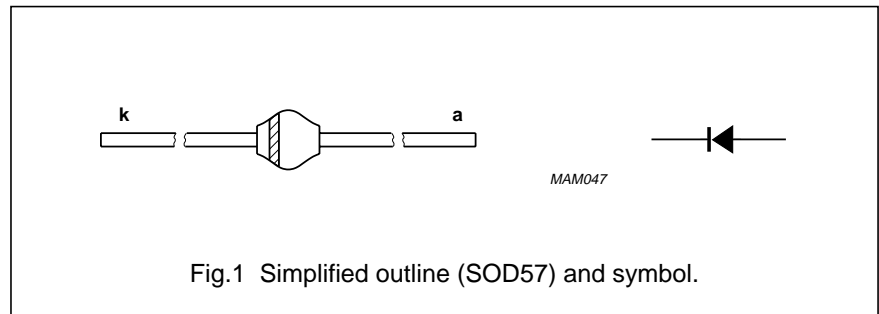 k
a
MAM047
Fig.1 Simplified outline (SOD57) and symbol.